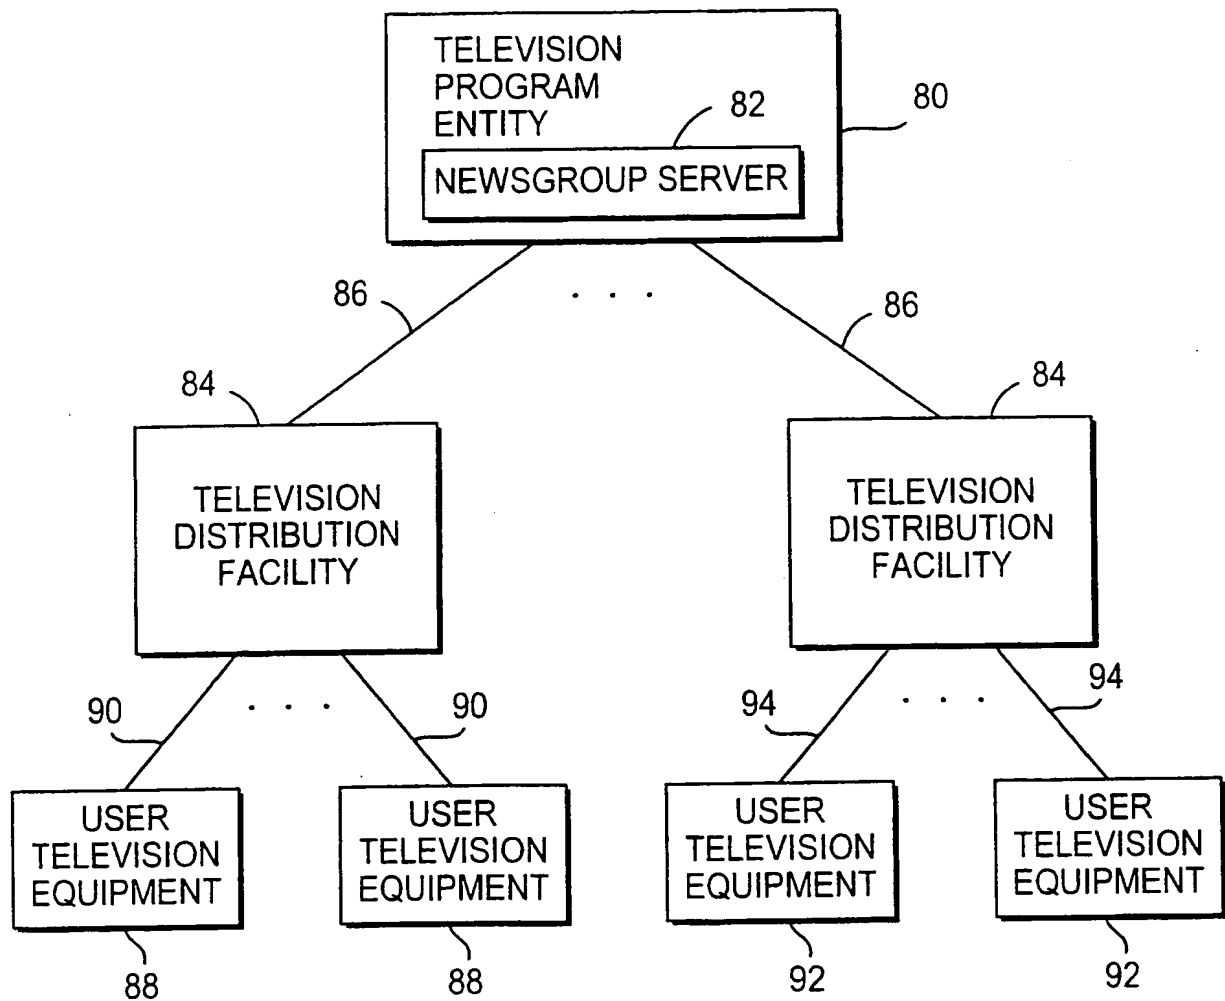 TELEVISION
PROGRAM
ENTITY
82
80
NEWSGROUP SERVER
86
. . .
86
84
84
TELEVISION
DISTRIBUTION
FACILITY
TELEVISION
DISTRIBUTION
FACILITY
90
. . .
90
94
. . .
94
USER
TELEVISION
EQUIPMENT
USER
TELEVISION
EQUIPMENT
USER
TELEVISION
EQUIPMENT
USER
TELEVISION
EQUIPMENT
88
88
92
92